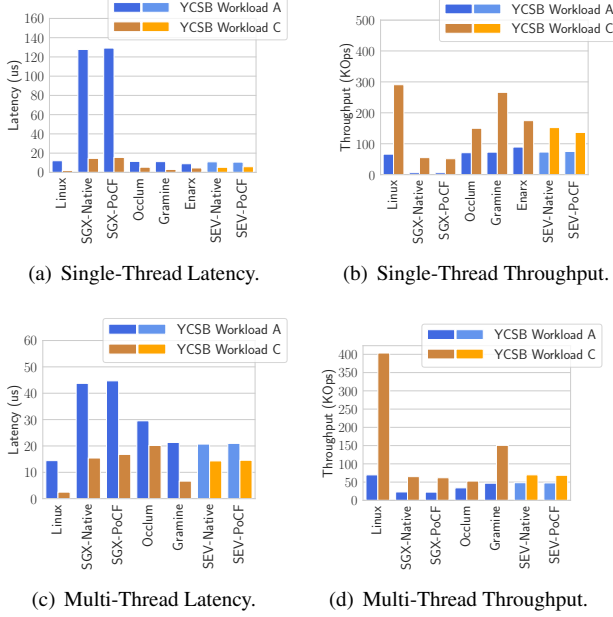 YCSB Workload A
YCSB Workload C
Latency (us)
160
140
120
100
80
60
40
20
0
Linux
SGX-Native
SGX-PoCF
Occlum
Gramine
Enarx
SEV-Native
SEV-PoCF
(a) Single-Thread Latency.
YCSB Workload A
YCSB Workload C
Throughput (KOps)
500
400
300
200
100
0
Linux
SGX-Native
SGX-PoCF
Occlum
Gramine
Enarx
SEV-Native
SEV-PoCF
(b) Single-Thread Throughput.
YCSB Workload A
YCSB Workload C
Latency (us)
60
50
40
30
20
10
0
Linux
SGX-Native
SGX-PoCF
Occlum
Gramine
SEV-Native
SEV-PoCF
(c) Multi-Thread Latency.
YCSB Workload A
YCSB Workload C
Throughput (KOps)
400
350
300
250
200
150
100
50
0
Linux
SGX-Native
SGX-PoCF
Occlum
Gramine
SEV-Native
SEV-PoCF
(d) Multi-Thread Throughput.